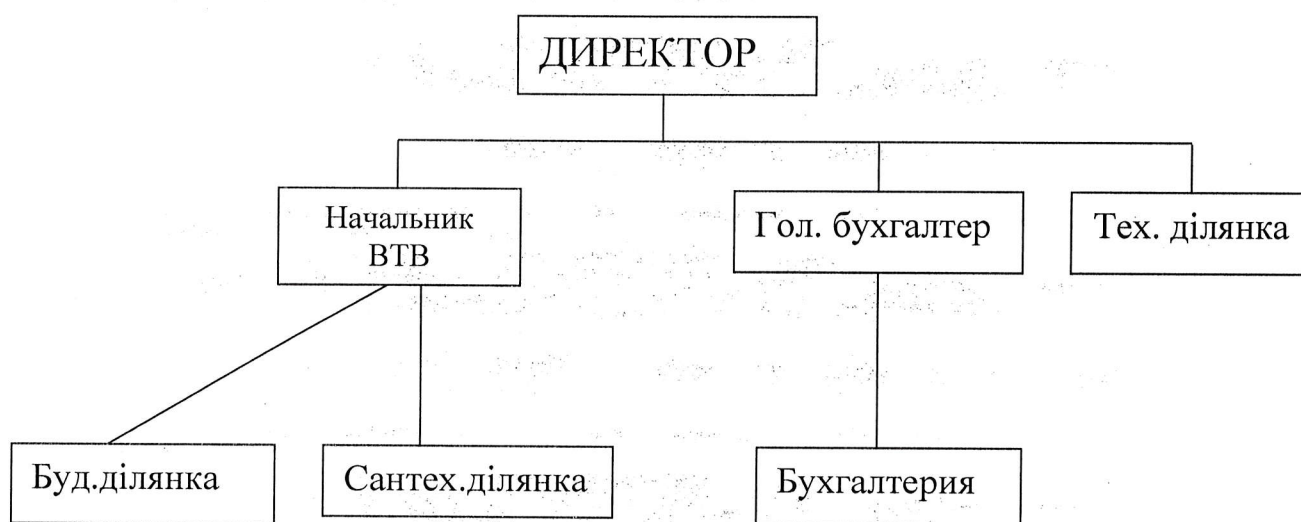 ДИРЕКТОР
Начальник
ВТВ
Гол. бухгалтер
Тех. ділянка
Буд.ділянка
Сантех.ділянка
Бухгалтерия